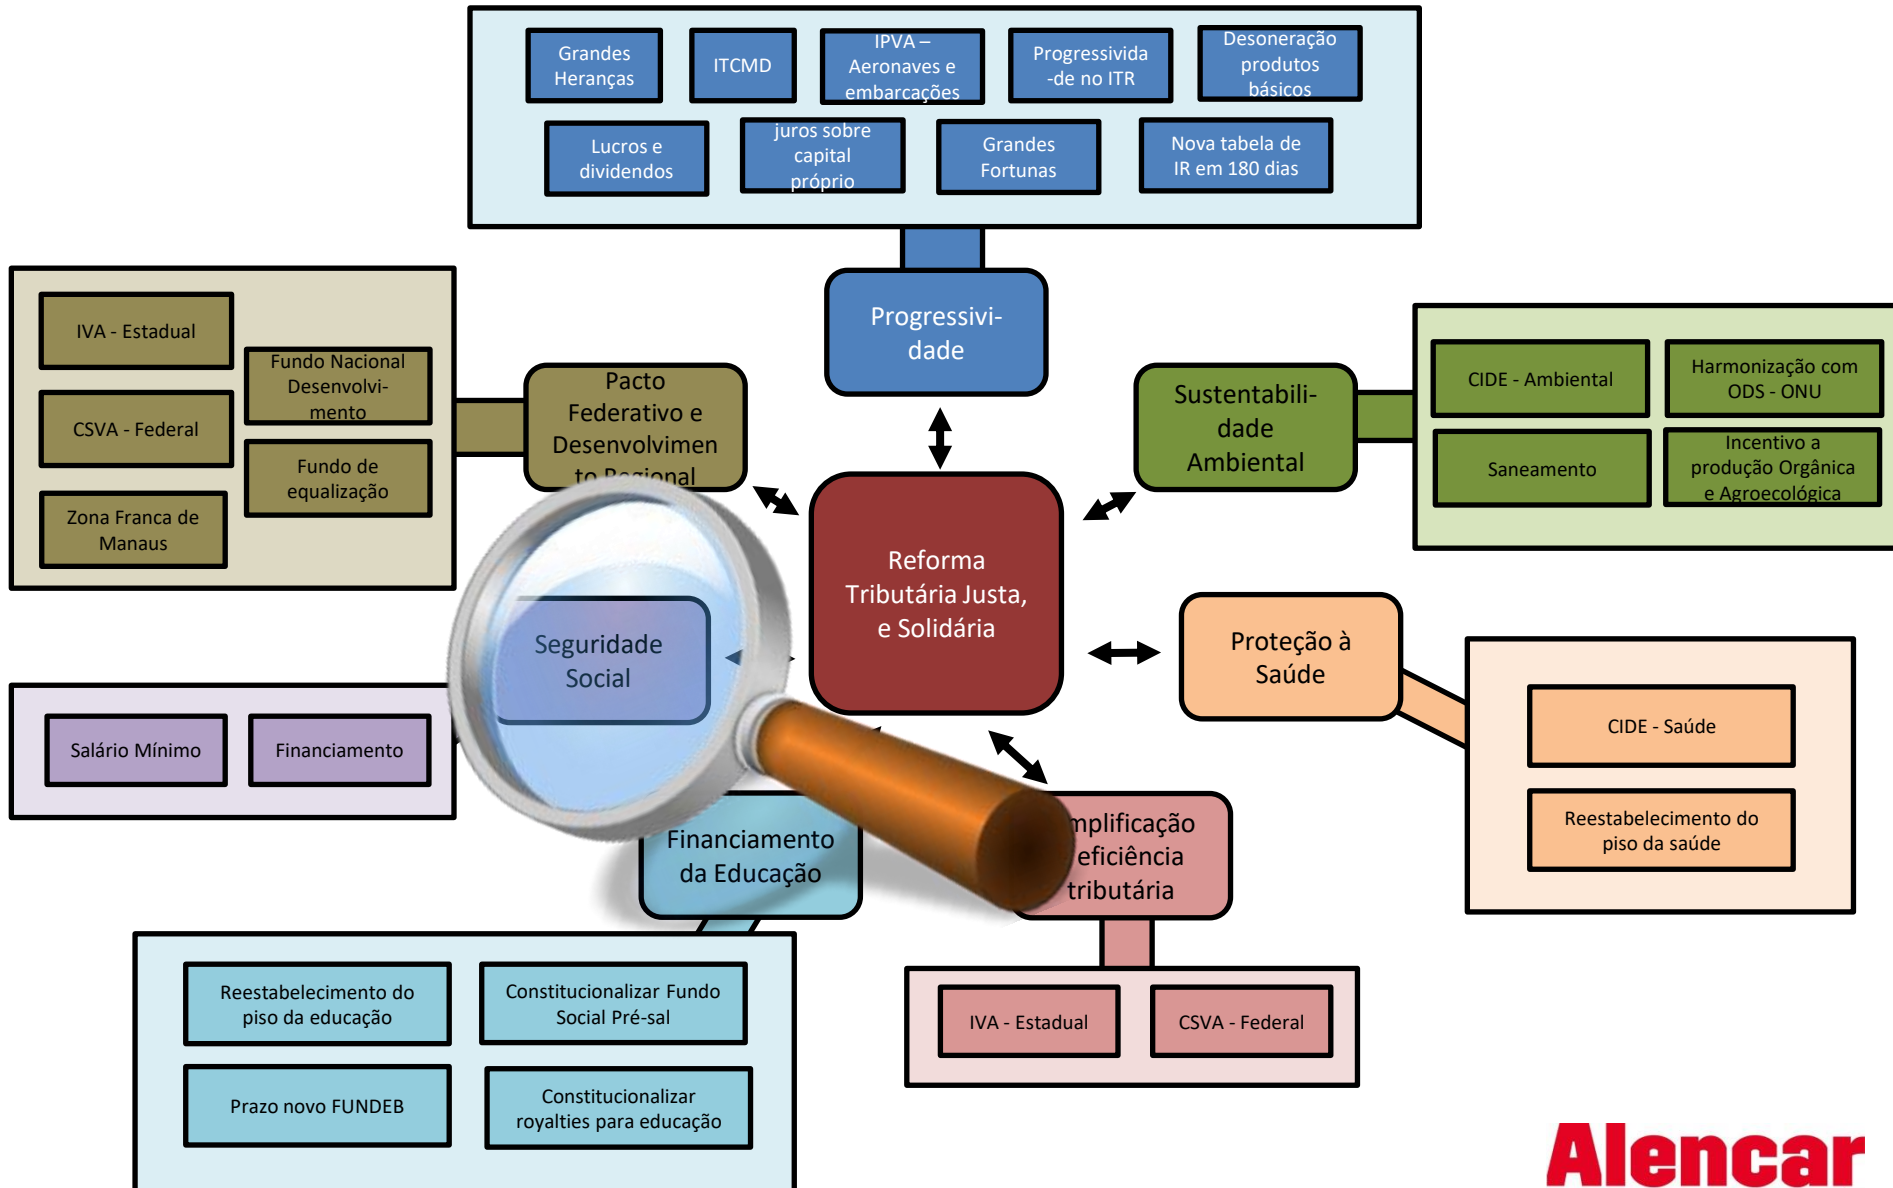 Grandes
Heranças
ITCMD
IPVA –
Aeronaves e
embarcações
Progressivida
-de no ITR
Desoneração
produtos
básicos
Lucros e
dividendos
juros sobre
capital
próprio
Grandes
Fortunas
Nova tabela de
IR em 180 dias
Progressivi-
dade
IVA - Estadual
CSVA - Federal
Zona Franca de
Manaus
Fundo Nacional
Desenvolvi-
mento
Fundo de
equalização
Pacto
Federativo e
Desenvolvimen
to Regional
Sustentabili-
dade
Ambiental
CIDE - Ambiental
Harmonização com
ODS - ONU
Saneamento
Incentivo a
produção Orgânica
e Agroecológica
Reforma
Tributária Justa,
e Solidária
Seguridade
Social
Salário Mínimo
Financiamento
Proteção à
Saúde
CIDE - Saúde
Reestabelecimento do
piso da saúde
Financiamento
da Educação
Reestabelecimento do
piso da educação
Constitucionalizar Fundo
Social Pré-sal
Prazo novo FUNDEB
Constitucionalizar
royalties para educação
mplificação
eficiência
tributária
IVA - Estadual
CSVA - Federal
Alencar